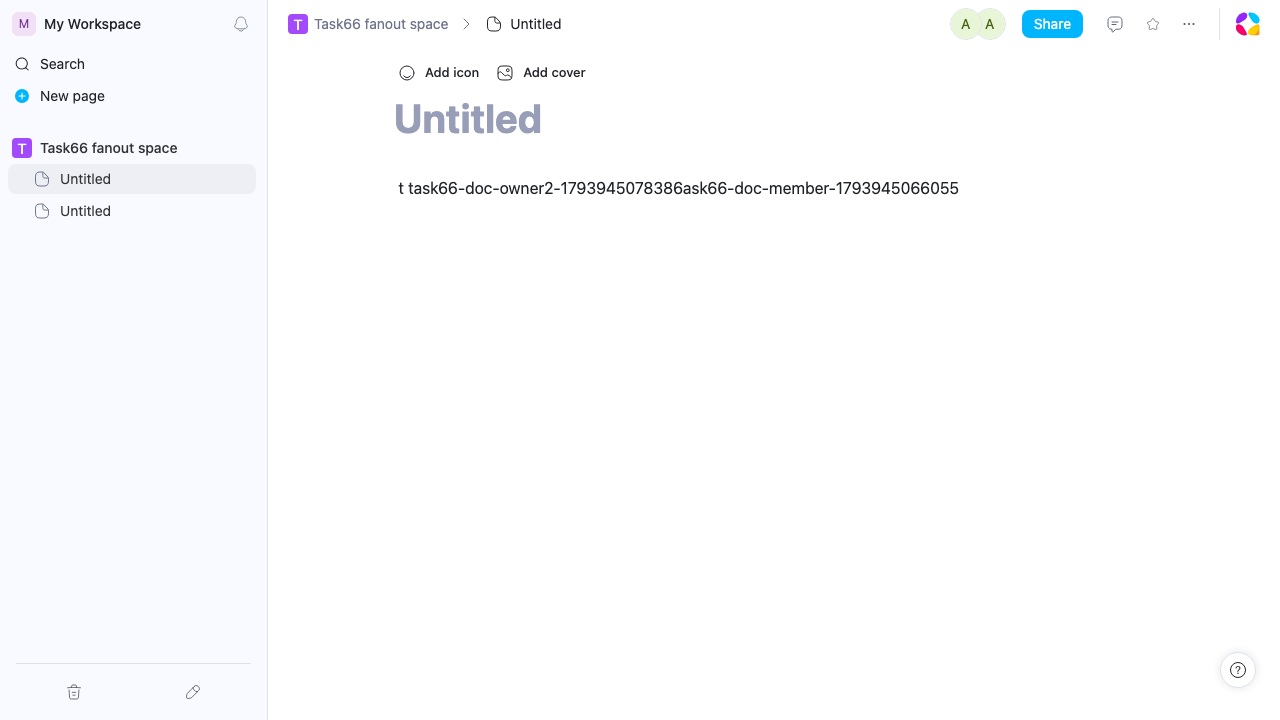 M My Workspace
Search
New page
T Task66 fanout space
Untitled
Untitled
T Task66 fanout space > Untitled
A A Share
Add icon Add cover
Untitled
t task66-doc-owner2-1793945078386ask66-doc-member-1793945066055
?